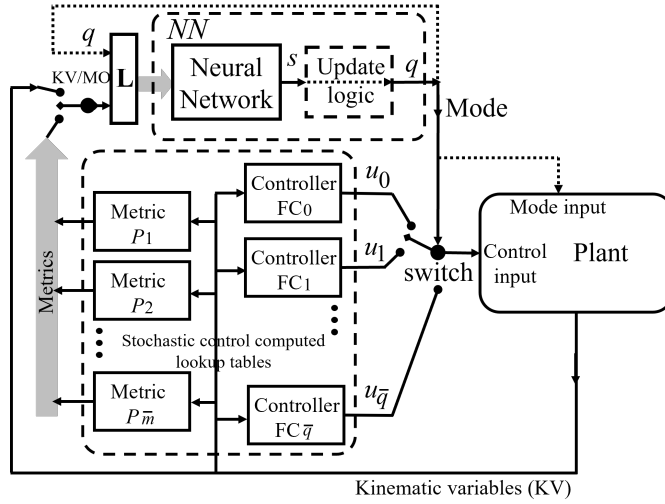 q
NN
KV/MO
L
Neural
Network
s
Update
logic
q
Mode
Metric
P1
Controller
FC0
u0
Mode input
Plant
Control
input
switch
Metrics
Metric
P2
Controller
FC1
u1
Stochastic control computed
lookup tables
Metric
Pm̅
Controller
FCq̅
uq̅
Kinematic variables (KV)